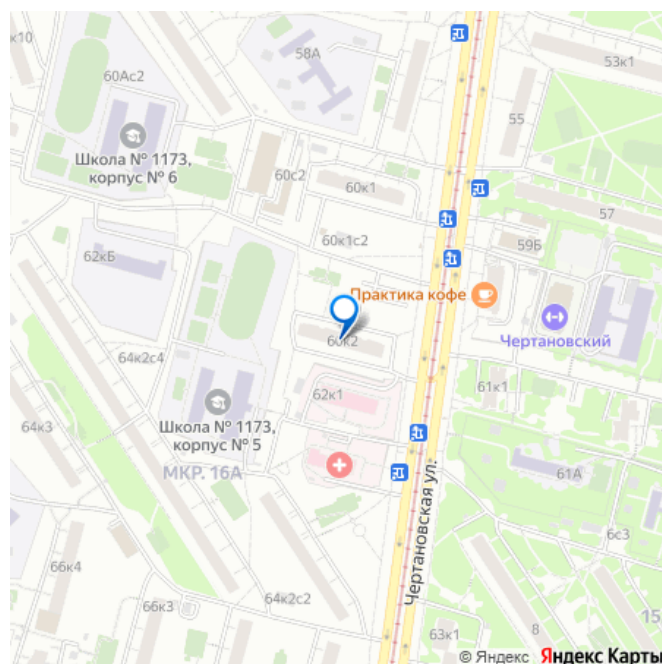 к10
60Ас2
58А
53к1
55
Школа № 1173,
корпус № 6
60с2
60к1
57
62кБ
60к1с2
59Б
Практика кофе
Чертановский
60к2
64к2с4
62к1
61к1
64к3
Школа № 1173,
корпус № 5
МКР. 16А
61А
Чертановская ул.
6с3
66к4
66к3
64к2с2
63к1
8
15
© Яндекс Яндекс Карты